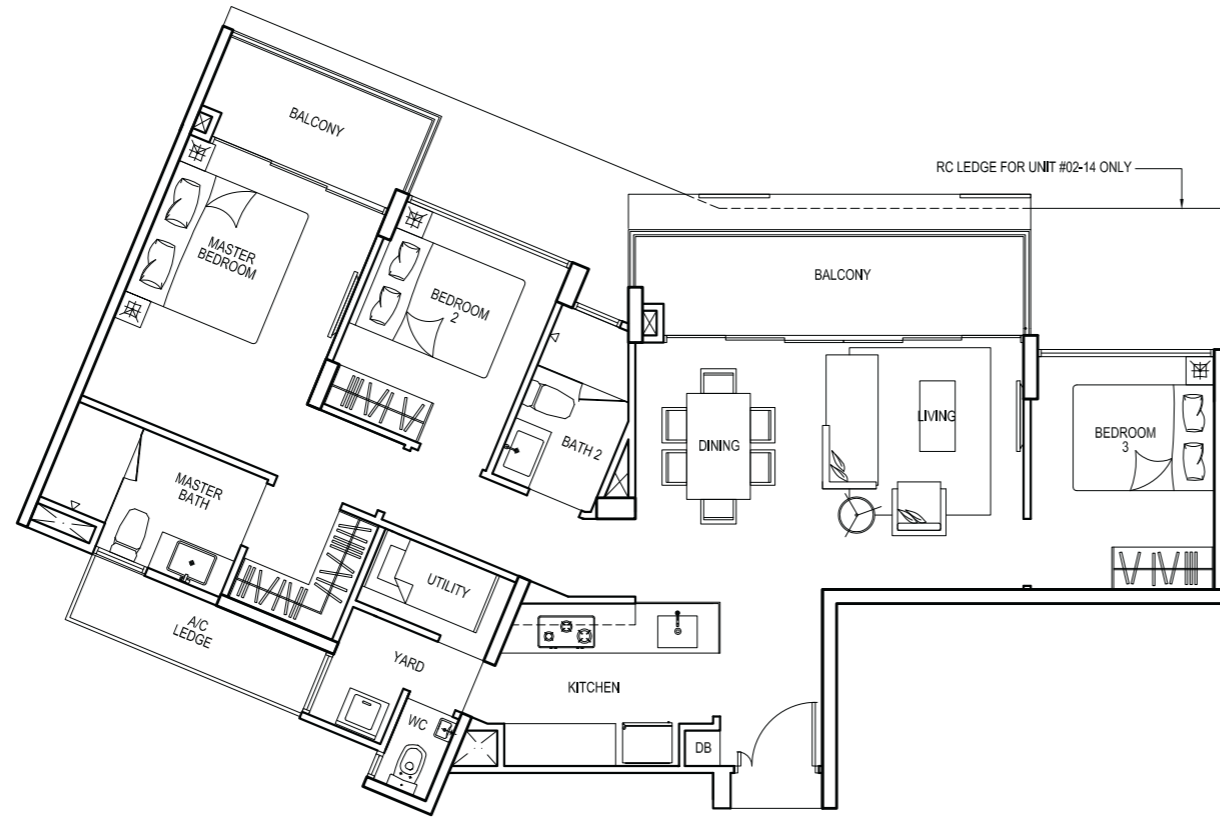 BALCONY
RC LEDGE FOR UNIT #02-14 ONLY
MASTER
BEDROOM
BEDROOM
2
BALCONY
DINING
LIVING
BEDROOM
3
BATH 2
MASTER
BATH
UTILITY
A/C
LEDGE
YARD
KITCHEN
WC
DB